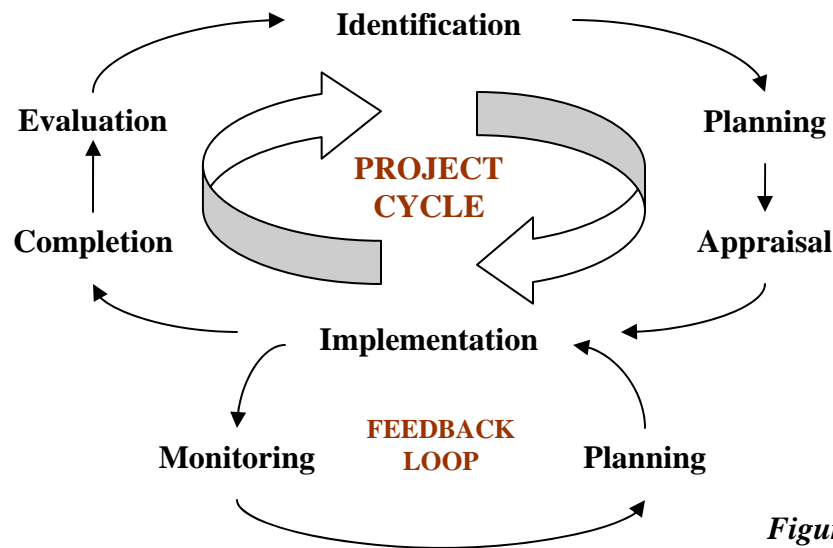 Identification
Evaluation
Planning
PROJECT
CYCLE
Completion
Appraisal
Implementation
FEEDBACK
LOOP
Monitoring
Planning